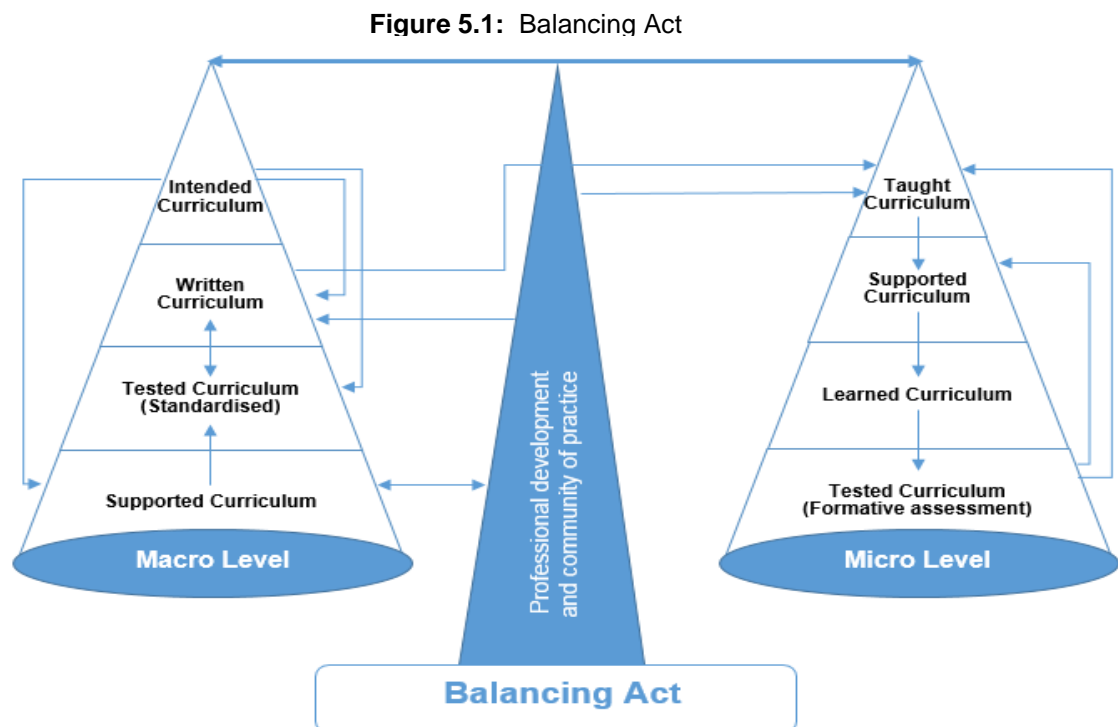 Figure 5.1: Balancing Act
Intended
Curriculum
Written
Curriculum
Tested Curriculum
(Standardised)
Supported Curriculum
Macro Level
Professional development
and community of practice
Taught
Curriculum
Supported
Curriculum
Learned Curriculum
Tested Curriculum
(Formative assessment)
Micro Level
Balancing Act